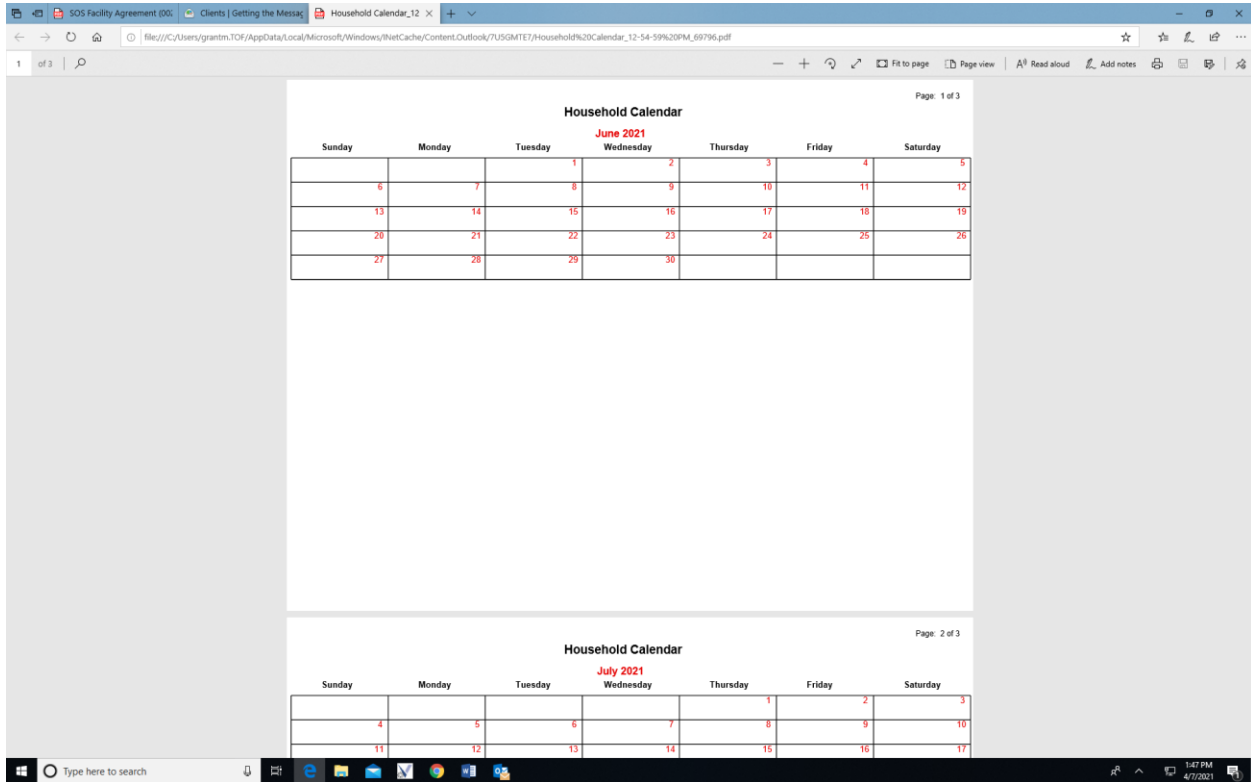 SOS Facility Agreement (002
Clients | Getting the Messag
Household Calendar_12
file:///C:/Users/grantm.TOF/AppData/Local/Microsoft/Windows/INetCache/Content.Outlook/7U5GMTE7/Household%20Calendar_12-54-59%20PM_69796.pdf
1 of 3 Fit to page Page view Read aloud Add notes
Page: 1 of 3
Household Calendar
June 2021
Sunday Monday Tuesday Wednesday Thursday Friday Saturday
1 2 3 4 5
6 7 8 9 10 11 12
13 14 15 16 17 18 19
20 21 22 23 24 25 26
27 28 29 30
Page: 2 of 3
Household Calendar
July 2021
Sunday Monday Tuesday Wednesday Thursday Friday Saturday
1 2 3
4 5 6 7 8 9 10
11 12 13 14 15 16 17
Type here to search
1:47 PM
4/7/2021